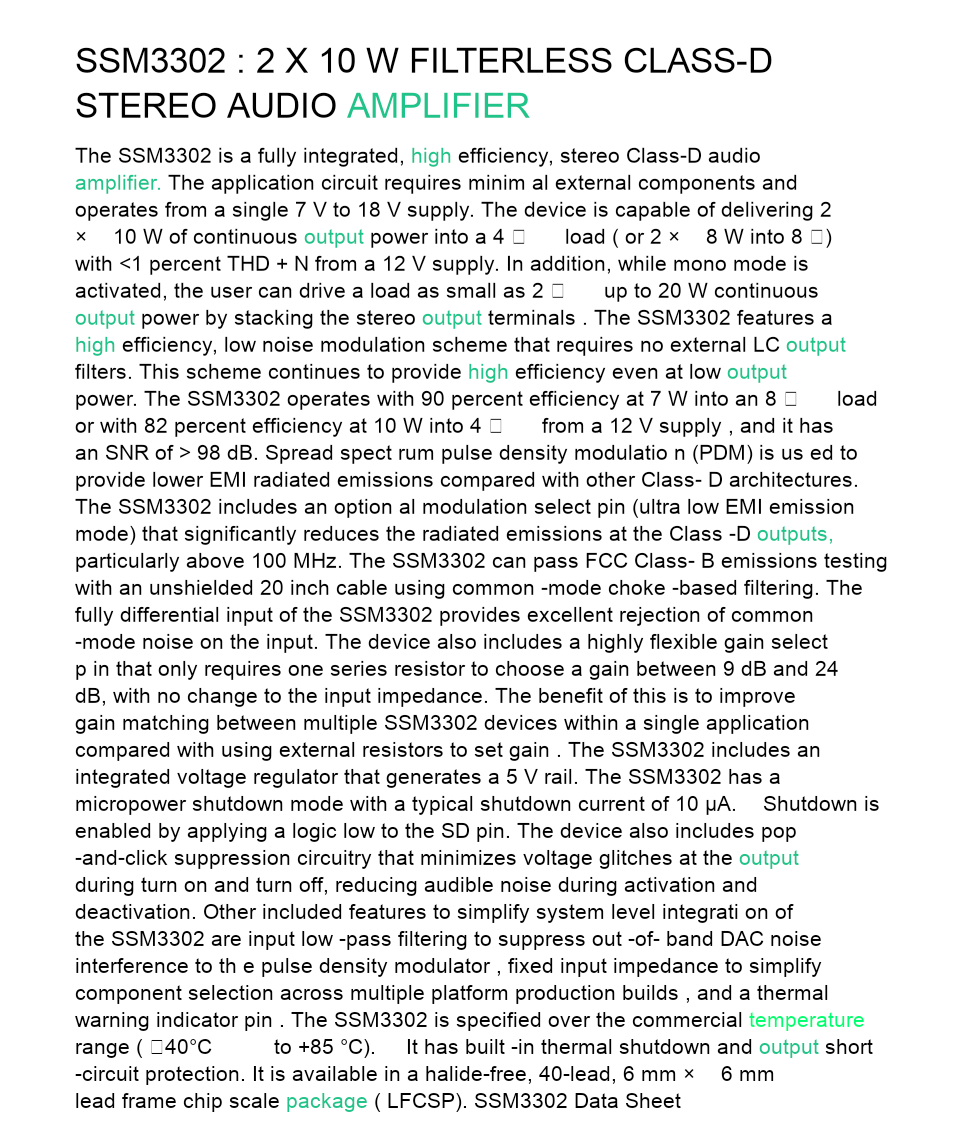 SSM3302 : 2 X 10 W FILTERLESS CLASS-D
STEREO AUDIO AMPLIFIER
The SSM3302 is a fully integrated, high efficiency, stereo Class-D audio
amplifier. The application circuit requires minim al external components and
operates from a single 7 V to 18 V supply. The device is capable of delivering 2
× 10 W of continuous output power into a 4 □ load ( or 2 × 8 W into 8 □)
with <1 percent THD + N from a 12 V supply. In addition, while mono mode is
activated, the user can drive a load as small as 2 □ up to 20 W continuous
output power by stacking the stereo output terminals . The SSM3302 features a
high efficiency, low noise modulation scheme that requires no external LC output
filters. This scheme continues to provide high efficiency even at low output
power. The SSM3302 operates with 90 percent efficiency at 7 W into an 8 □ load
or with 82 percent efficiency at 10 W into 4 □ from a 12 V supply , and it has
an SNR of > 98 dB. Spread spect rum pulse density modulatio n (PDM) is us ed to
provide lower EMI radiated emissions compared with other Class- D architectures.
The SSM3302 includes an option al modulation select pin (ultra low EMI emission
mode) that significantly reduces the radiated emissions at the Class -D outputs,
particularly above 100 MHz. The SSM3302 can pass FCC Class- B emissions testing
with an unshielded 20 inch cable using common -mode choke -based filtering. The
fully differential input of the SSM3302 provides excellent rejection of common
-mode noise on the input. The device also includes a highly flexible gain select
p in that only requires one series resistor to choose a gain between 9 dB and 24
dB, with no change to the input impedance. The benefit of this is to improve
gain matching between multiple SSM3302 devices within a single application
compared with using external resistors to set gain . The SSM3302 includes an
integrated voltage regulator that generates a 5 V rail. The SSM3302 has a
micropower shutdown mode with a typical shutdown current of 10 μA. Shutdown is
enabled by applying a logic low to the SD pin. The device also includes pop
-and-click suppression circuitry that minimizes voltage glitches at the output
during turn on and turn off, reducing audible noise during activation and
deactivation. Other included features to simplify system level integrati on of
the SSM3302 are input low -pass filtering to suppress out -of- band DAC noise
interference to th e pulse density modulator , fixed input impedance to simplify
component selection across multiple platform production builds , and a thermal
warning indicator pin . The SSM3302 is specified over the commercial temperature
range ( □40°C to +85 °C). It has built -in thermal shutdown and output short
-circuit protection. It is available in a halide-free, 40-lead, 6 mm × 6 mm
lead frame chip scale package ( LFCSP). SSM3302 Data Sheet